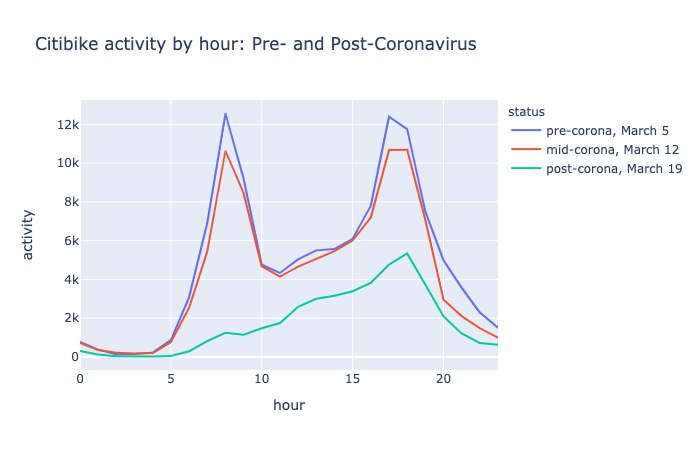 Citibike activity by hour: Pre- and Post-Coronavirus
status
pre-corona, March 5
mid-corona, March 12
post-corona, March 19
activity
12k
10k
8k
6k
4k
2k
0
0 5 10 15 20
hour